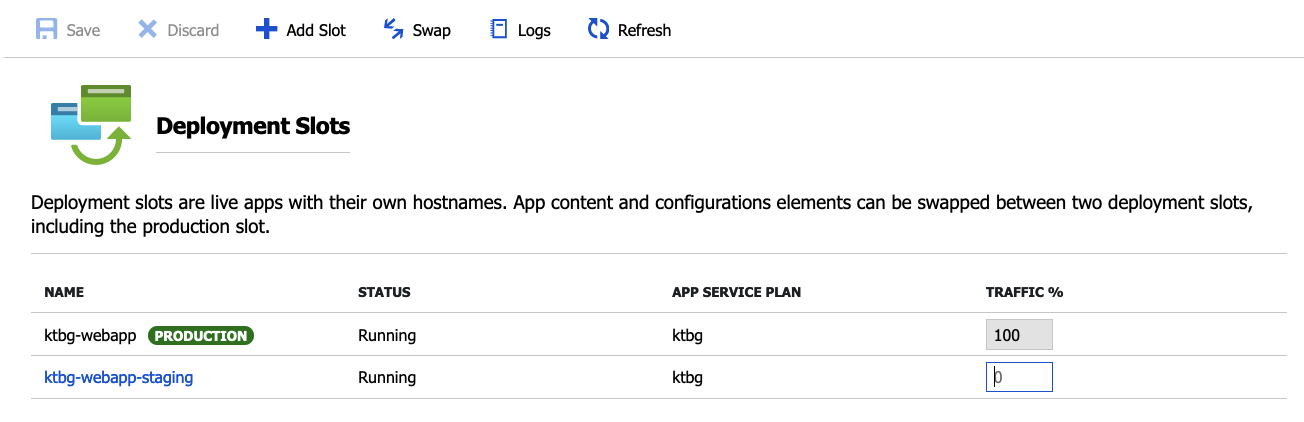 Save Discard Add Slot Swap Logs Refresh
Deployment Slots
Deployment slots are live apps with their own hostnames. App content and configurations elements can be swapped between two deployment slots,
including the production slot.
NAME STATUS APP SERVICE PLAN TRAFFIC %
ktbg-webapp PRODUCTION Running ktbg 100
ktbg-webapp-staging Running ktbg 0